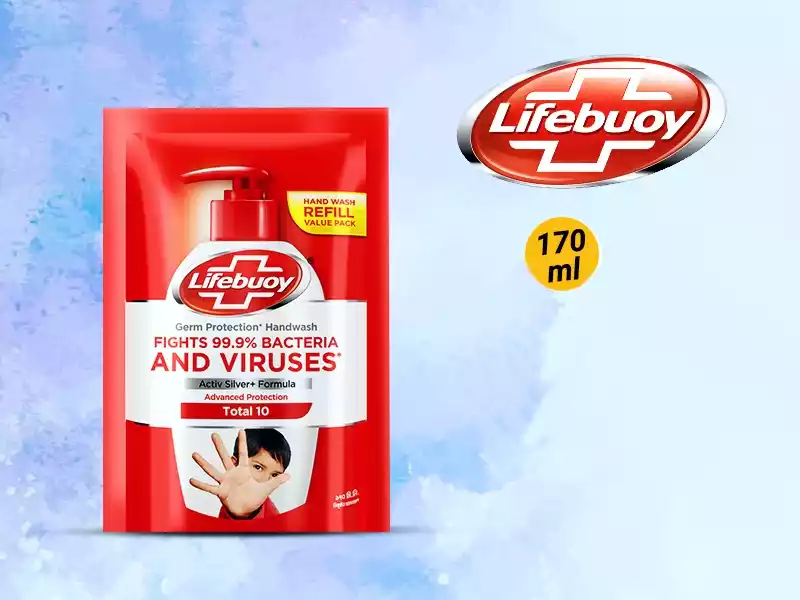 Lifebuoy
170
ml
HAND WASH
REFILL
VALUE PACK
Lifebuoy
Germ Protection* Handwash
FIGHTS 99.9% BACTERIA
AND VIRUSES*
Activ Silver+ Formula
Advanced Protection
Total 10